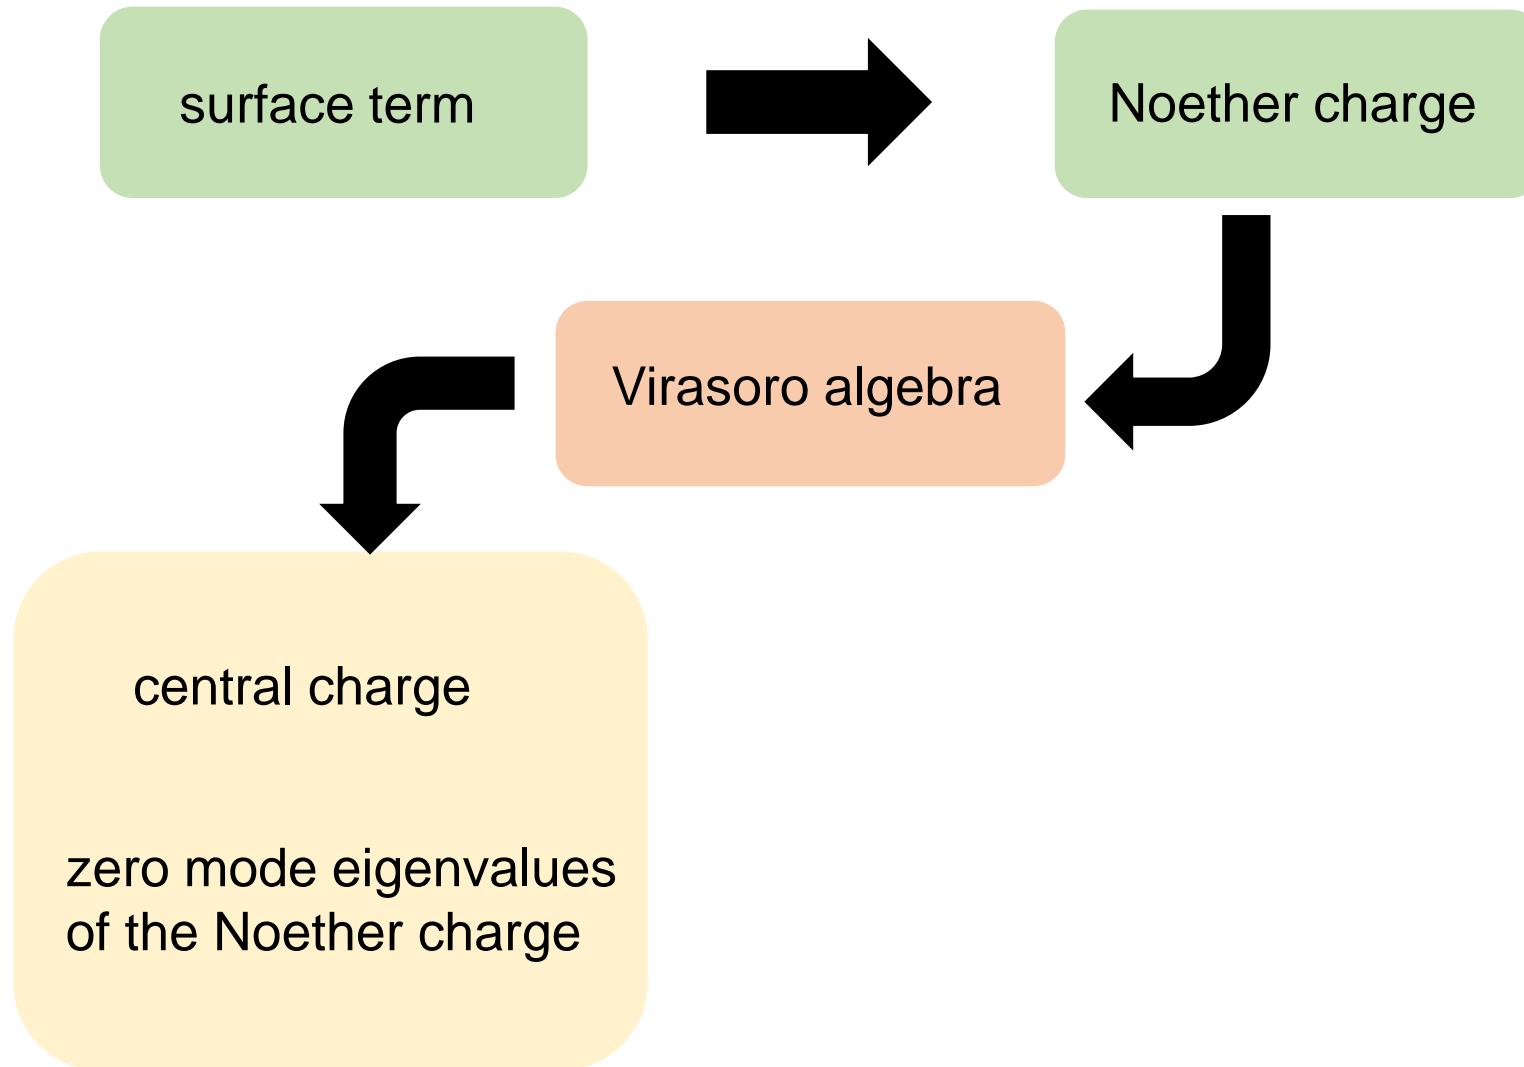 surface term
Noether charge
Virasoro algebra
central charge
zero mode eigenvalues
of the Noether charge